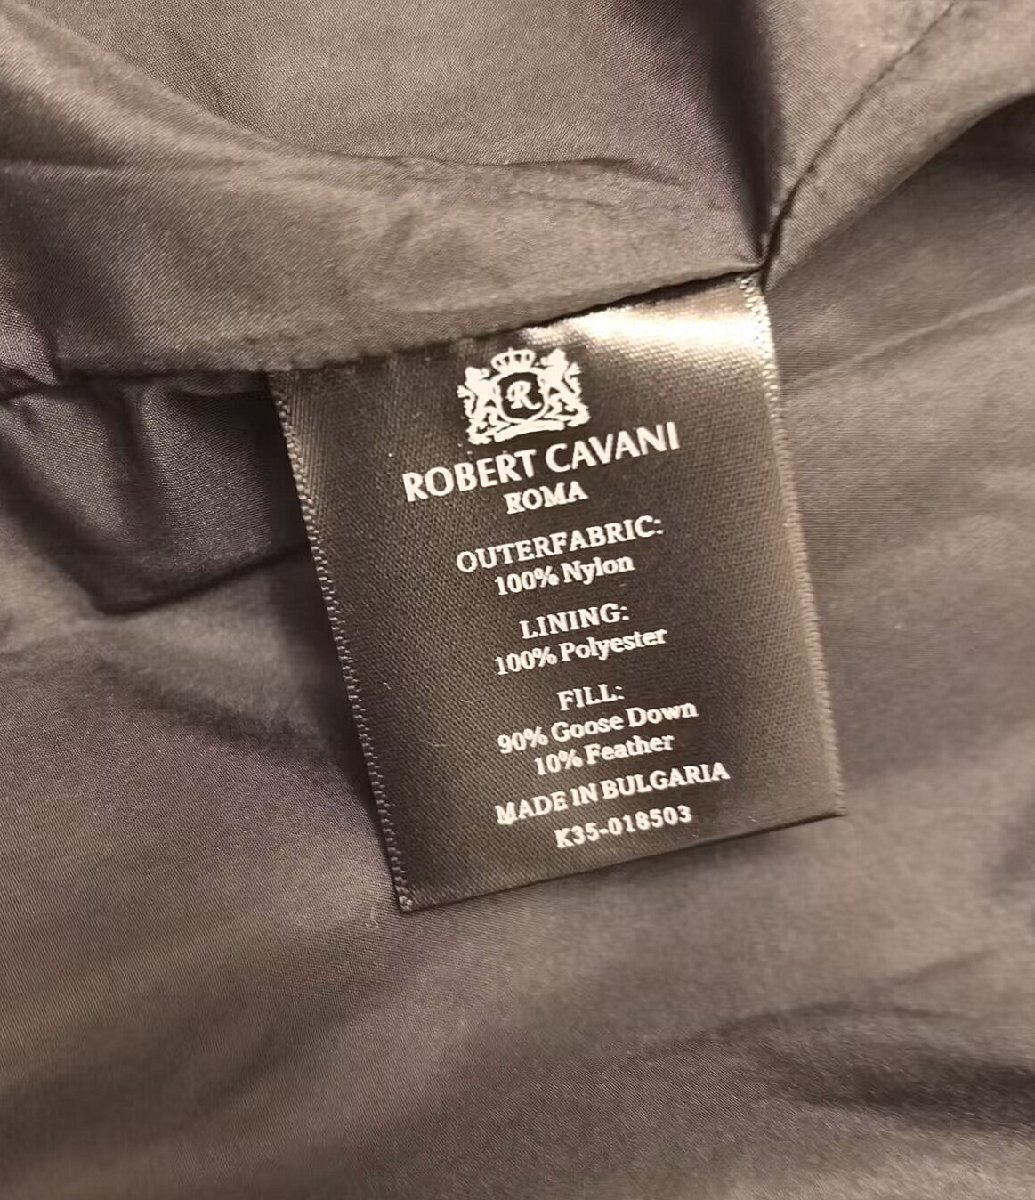 R
ROBERT CAVANI
ROMA
OUTERFABRIC:
100% Nylon
LINING:
100% Polyester
FILL:
90% Goose Down
10% Feather
MADE IN BULGARIA
K35-018503